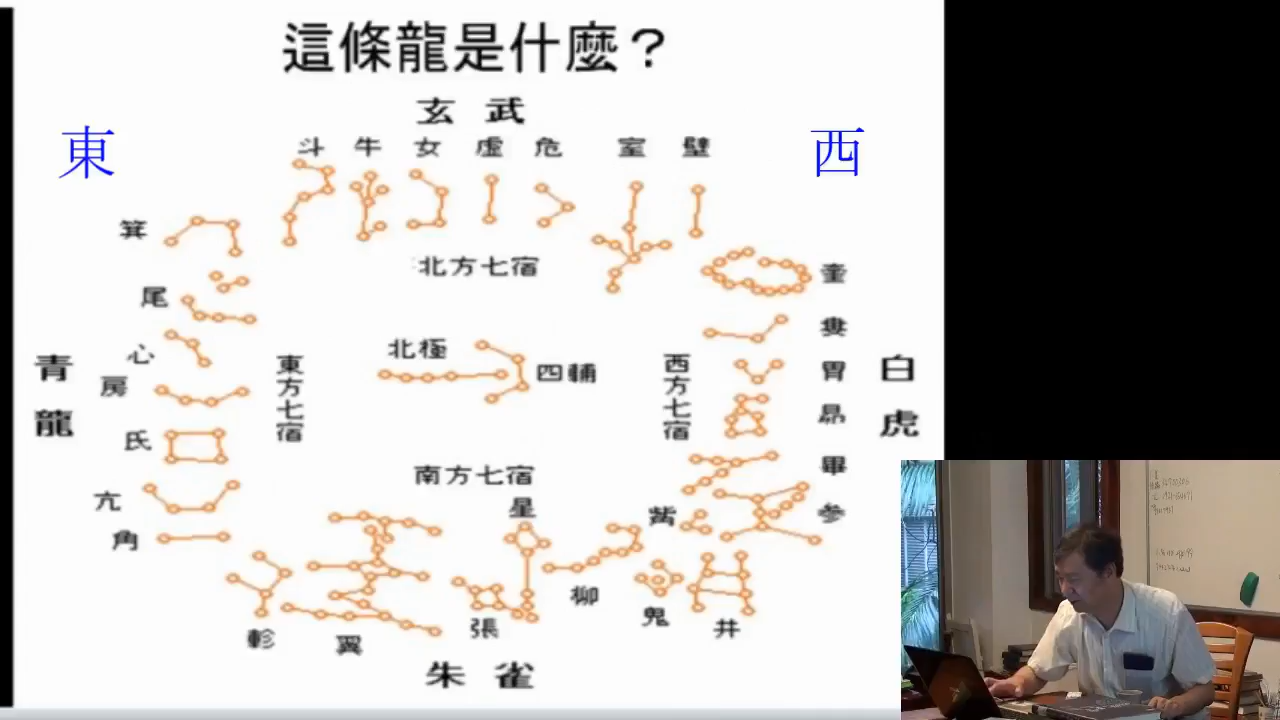 這條龍是什麼？
玄武
東
西
斗 牛 女 虛 危 室 壁
箕
尾
心
房
氐
亢
角
青龍
東方七宿
北方七宿
北極
四輔
西方七宿
奎
婁
胃
昴
畢
参
觜
白虎
南方七宿
星
柳
鬼
井
張
翼
軫
朱雀